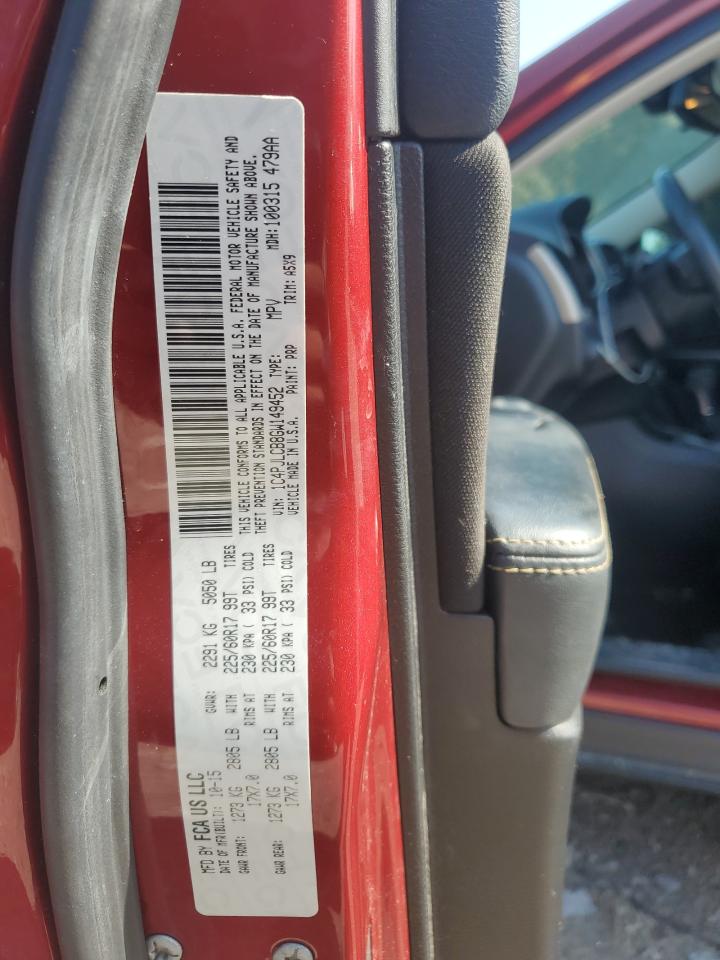 MFD BY FCA US LLC
DATE OF MFR(BUILT): 10-15 GVWR: 2291 KG 5050 LB
GAWR FRONT: 1273 KG 2805 LB WITH 225/60R17 99T TIRES
17X7.0 RIMS AT 230 KPA ( 33 PSI) COLD
GAWR REAR: 1273 KG 2805 LB WITH 225/60R17 99T TIRES
17X7.0 RIMS AT 230 KPA ( 33 PSI) COLD
THIS VEHICLE CONFORMS TO ALL APPLICABLE U.S.A. FEDERAL MOTOR VEHICLE SAFETY AND
THEFT PREVENTION STANDARDS IN EFFECT ON THE DATE OF MANUFACTURE SHOWN ABOVE.
VIN: 1C4PJLCB8GW149452 TYPE: MPV MDH: 100315 479AA
VEHICLE MADE IN U.S.A. PAINT: PRP TRIM: A5X9